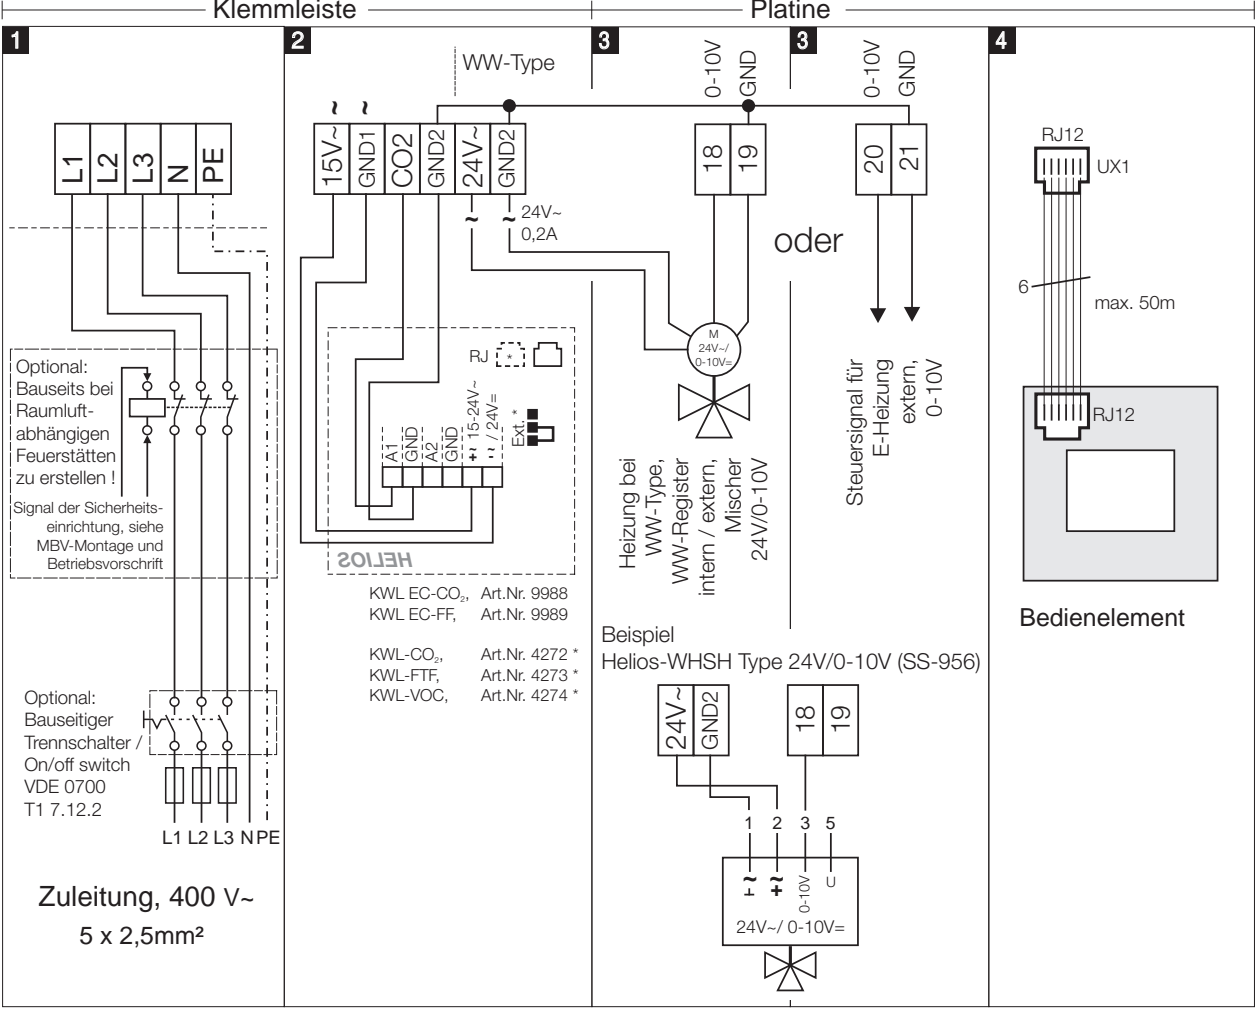 Klemmleiste
Platine
1
L1
L2
L3
N
PE
Optional:
Bauseits bei
Raumluft-
abhängigen
Feuerstätten
zu erstellen !
Signal der Sicherheits-
einrichtung, siehe
MBV-Montage und
Betriebsvorschrift
Optional:
Bauseitiger
Trennschalter /
On/off switch
VDE 0700
T1 7.12.2
L1 L2 L3 N PE
Zuleitung, 400 V~
5 x 2,5mm²
2
WW-Type
~ ~
15V~
GND1
CO2
GND2
24V~
GND2
~ ~
24V~
0,2A
RJ
*
A1
GND
A2
GND
+~ 15-24V~
-~ / 24V=
Ext.*
HELIOS
KWL EC-CO₂, Art.Nr. 9988
KWL EC-FF, Art.Nr. 9989
KWL-CO₂, Art.Nr. 4272 *
KWL-FTF, Art.Nr. 4273 *
KWL-VOC, Art.Nr. 4274 *
3
0-10V
GND
18
19
M
24V~/
0-10V=
Heizung bei
WW-Type,
WW-Register
intern / extern,
Mischer
24V/0-10V
oder
3
0-10V
GND
20
21
Steuersignal für
E-Heizung
extern,
0-10V
Beispiel
Helios-WHSH Type 24V/0-10V (SS-956)
24V~
GND2
18
19
1 2 3 5
⊥~
+~
0-10V
U
24V~/ 0-10V=
4
RJ12
UX1
6
max. 50m
RJ12
Bedienelement